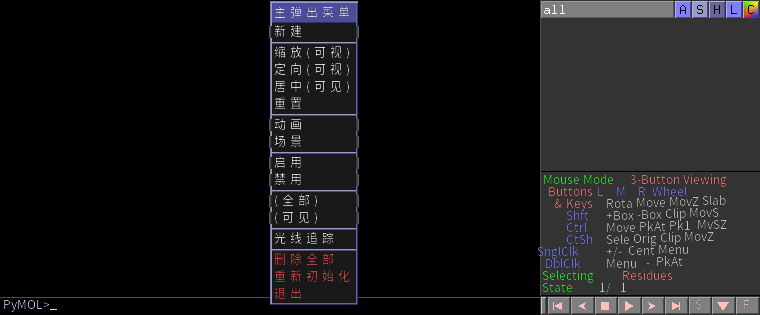 主弹出菜单
新建
缩放(可视)
定向(可视)
居中(可见)
重置
动画
场景
启用
禁用
(全部)
(可见)
光线追踪
删除全部
重新初始化
退出
all A S H L C
Mouse Mode 3-Button Viewing
Buttons L M R Wheel
& Keys Rota Move MovZ Slab
Shft +Box -Box Clip MovS
Ctrl Move PkAt Pk1 MvSZ
CtSh Sele Orig Clip MovZ
SnglClk +/- Cent Menu
DblClk Menu - PkAt
Selecting Residues
State 1/ 1
S F
PyMOL>_